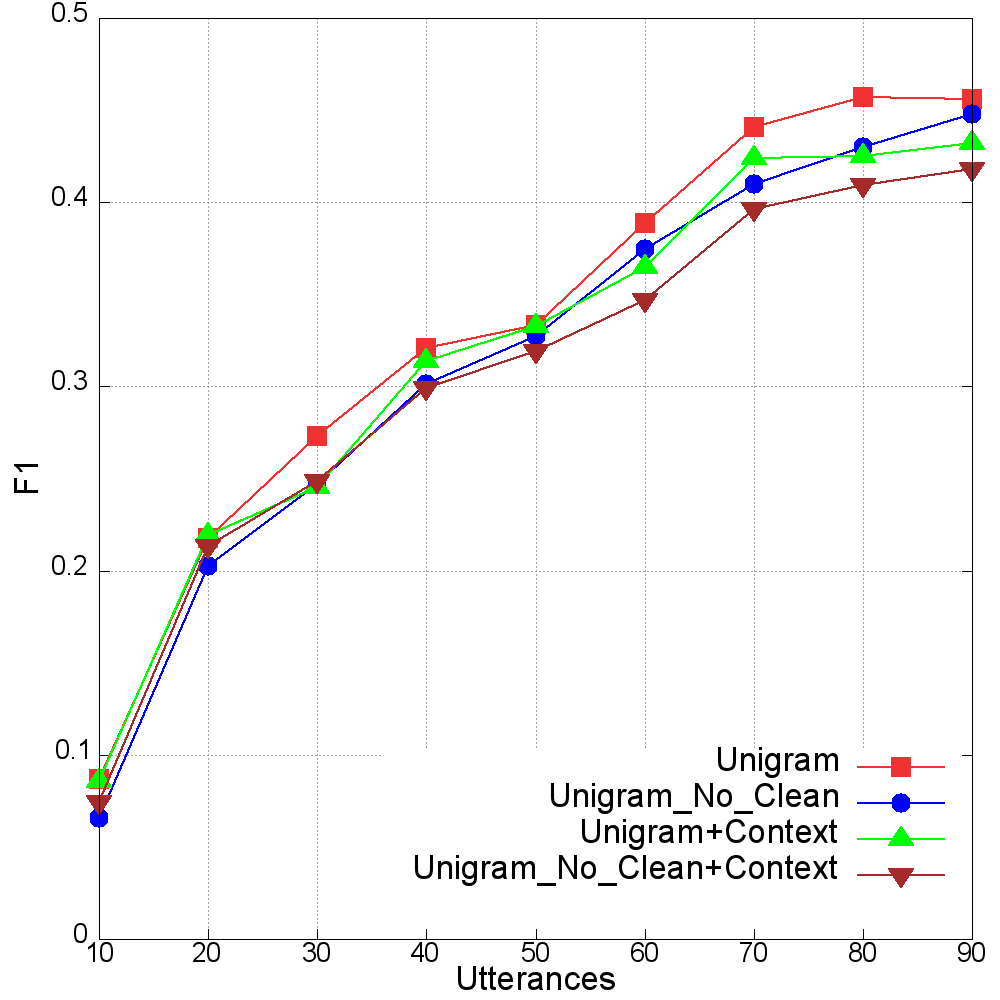 0.5
0.4
0.3
0.2
0.1
0
F1
Unigram
Unigram_No_Clean
Unigram+Context
Unigram_No_Clean+Context
10 20 30 40 50 60 70 80 90
Utterances